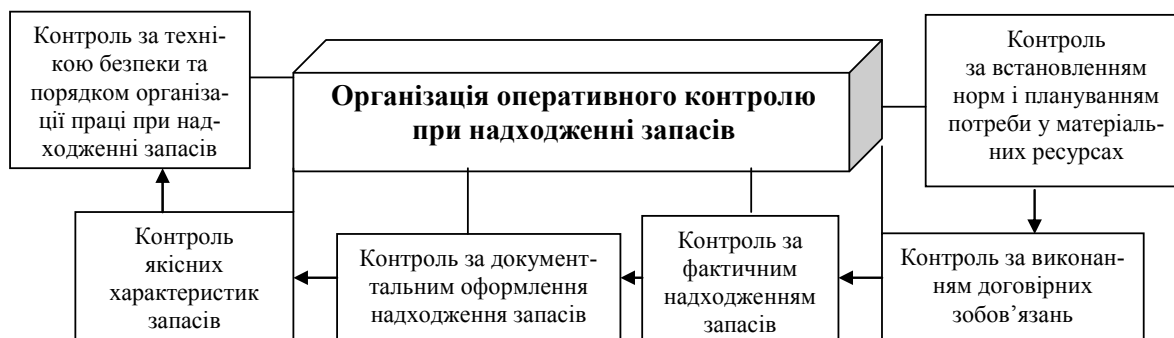 Контроль за техні-
кою безпеки та
порядком організа-
ції праці при над-
ходженні запасів
Організація оперативного контролю
при надходженні запасів
Контроль
за встановленням
норм і плануванням
потреби у матеріаль-
них ресурсах
Контроль
якісних
характеристик
запасів
Контроль за докумен-
тальним оформлення
надходження запасів
Контроль за
фактичним
надходженням
запасів
Контроль за виконан-
ням договірних
зобов’язань